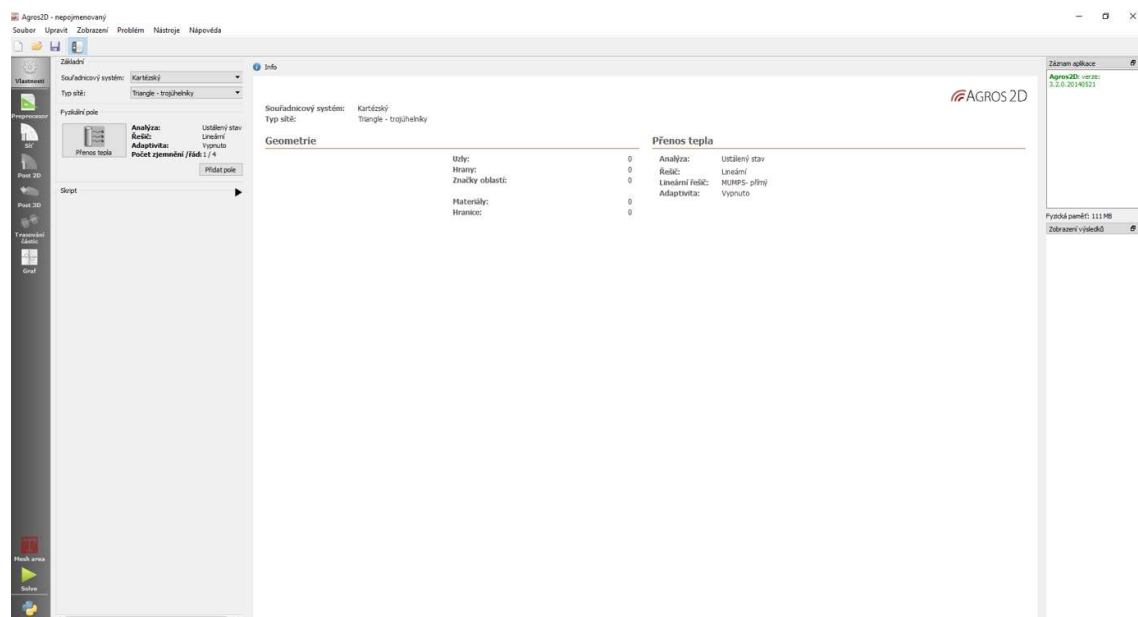 Agros2D - nepojmenovaný
Soubor Upravit Zobrazení Problém Nástroje Nápovéda
Vlastnosti
Preprocesor
Síť
Post 2D
Post 3D
Trasování
částic
Graf
Mesh area
Solve
Základní
Souřadnicový systém: Kartézský
Typ sítě: Triangle - trojúhelníky
Fyzikální pole
Přenos tepla
Analýza: Ustálený stav
Řešič: Lineární
Adaptivita: Vypnuto
Počet zjemnění /řád: 1 / 4
Přidat pole
Skript
Info
AGROS 2D
Souřadnicový systém: Kartézský
Typ sítě: Triangle - trojúhelníky
Geometrie
Uzly: 0
Hrany: 0
Značky oblastí: 0
Materiály: 0
Hranice: 0
Přenos tepla
Analýza: Ustálený stav
Řešič: Lineární
Lineární řešič: MUMPS- přímý
Adaptivita: Vypnuto
Záznam aplikace
Agros2D: verze:
3.2.0.20140521
Fyzická paměť: 111 MB
Zobrazení výsledků